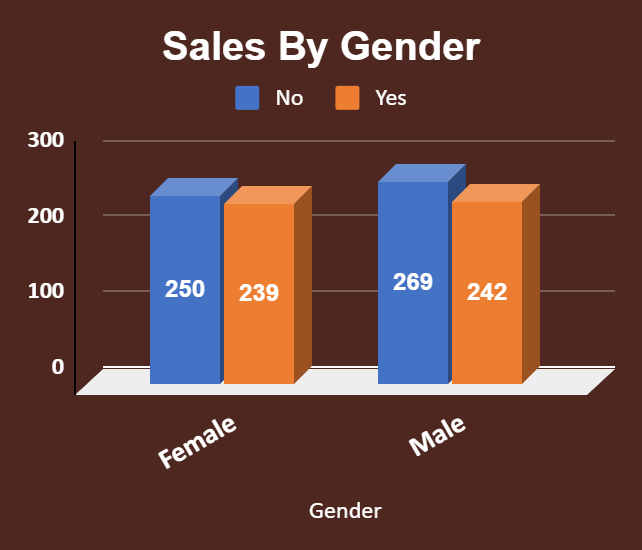 Sales By Gender
No Yes
300
200
100
0
250 239 269 242
Female Male
Gender